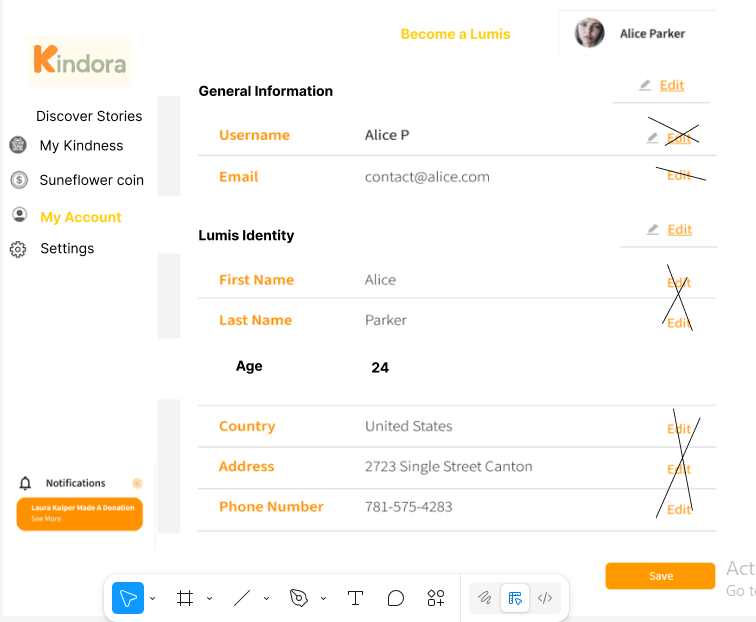 Become a Lumis
Alice Parker
Kindora
General Information
Edit
Discover Stories
Username
Alice P
Edit
My Kindness
Email
contact@alice.com
Edit
Suneflower coin
My Account
Lumis Identity
Edit
Settings
First Name
Alice
Edit
Last Name
Parker
Edit
Age
24
Country
United States
Edit
Address
2723 Single Street Canton
Edit
Notifications
Phone Number
781-575-4283
Edit
Laura Kaiper Made A Donation
See More
Save
Act
Go to